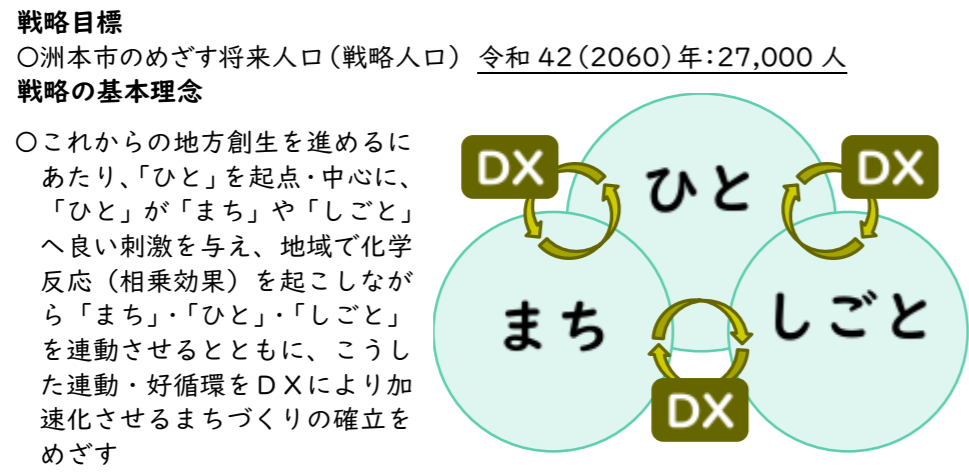 戦略目標
〇洲本市のめざす将来人口（戦略人口） 令和 42（2060）年：27,000 人
戦略の基本理念
〇これからの地方創生を進めるに
あたり、「ひと」を起点・中心に、
「ひと」が「まち」や「しごと」
へ良い刺激を与え、地域で化学
反応（相乗効果）を起こしなが
ら「まち」・「ひと」・「しごと」
を連動させるとともに、こうし
た連動・好循環をＤＸにより加
速化させるまちづくりの確立を
めざす
DX
ひと
DX
まち
しごと
DX